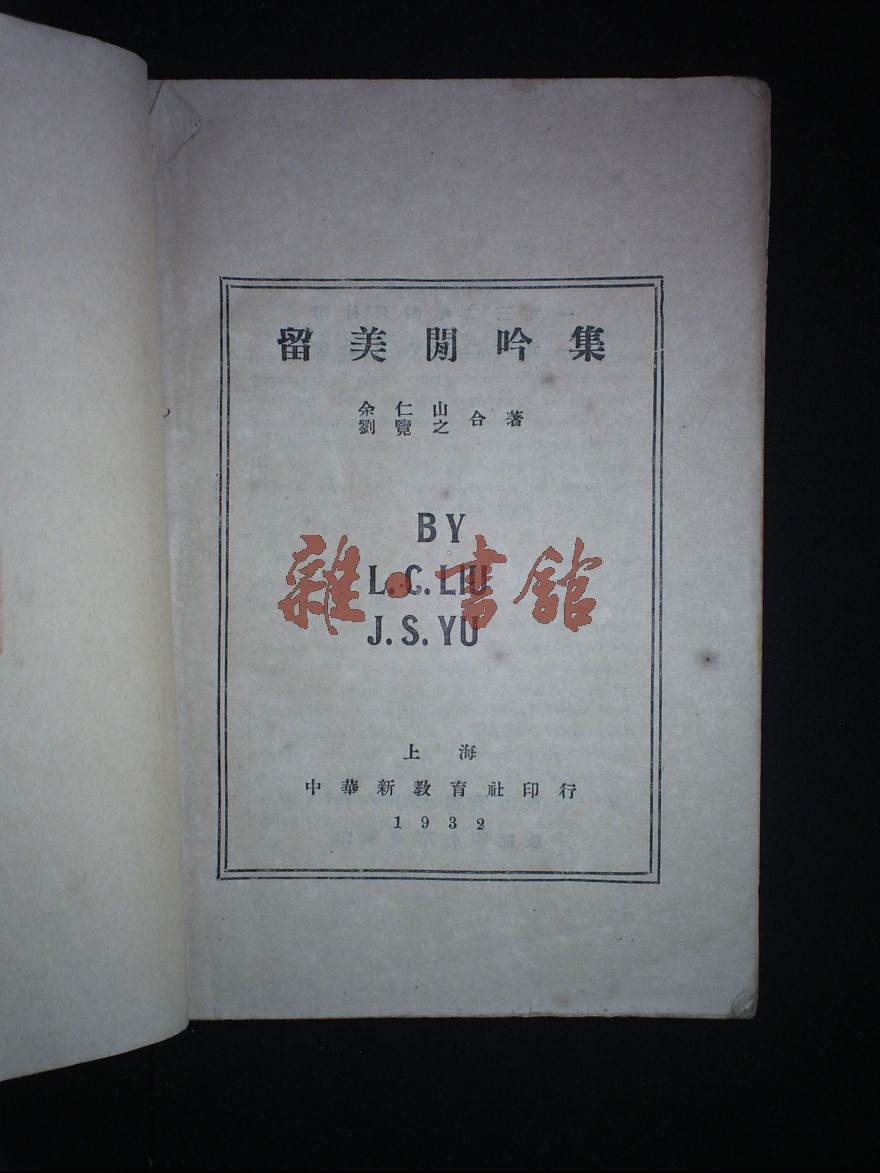 留美閒吟集
余仁山
劉覽之
合著
BY
L.C.LIU
J.S.YU
雜·書館
上海
中華新教育社印行
1932